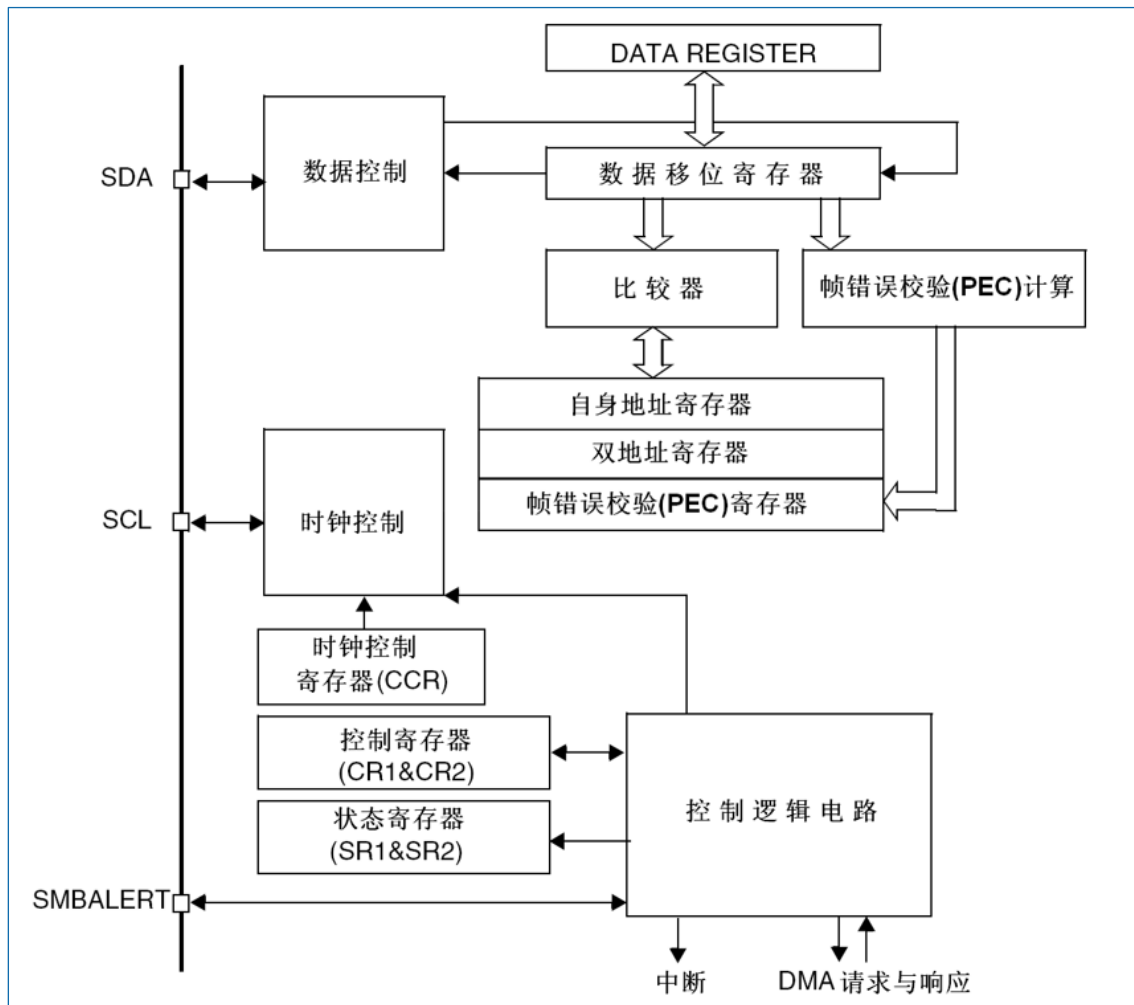 DATA REGISTER
SDA
数据控制
数据移位寄存器
比较器
帧错误校验(PEC)计算
自身地址寄存器
双地址寄存器
帧错误校验(PEC)寄存器
SCL
时钟控制
时钟控制
寄存器(CCR)
控制寄存器
(CR1&CR2)
状态寄存器
(SR1&SR2)
控制逻辑电路
SMBALERT
中断
DMA 请求与响应